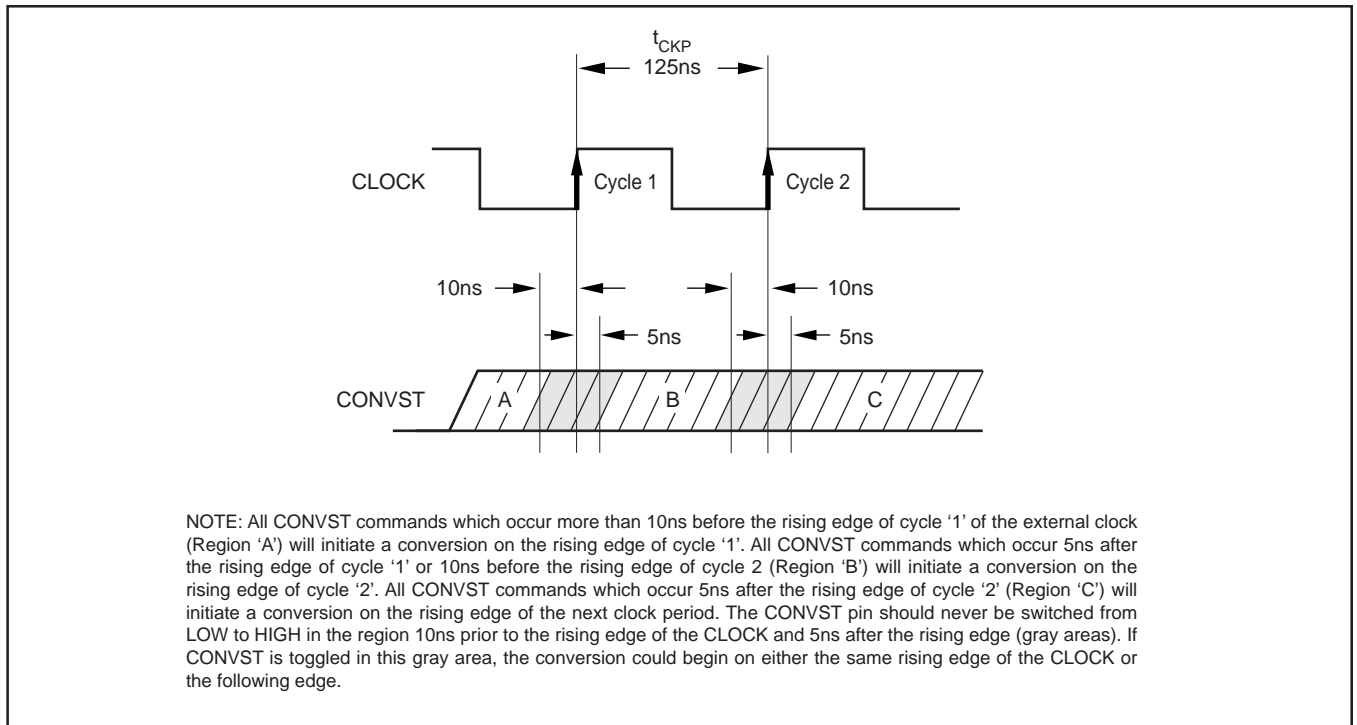 tCKP
125ns
CLOCK
Cycle 1
Cycle 2
10ns
10ns
5ns
5ns
CONVST
A
B
C
NOTE: All CONVST commands which occur more than 10ns before the rising edge of cycle ‘1’ of the external clock
(Region ‘A’) will initiate a conversion on the rising edge of cycle ‘1’. All CONVST commands which occur 5ns after
the rising edge of cycle ‘1’ or 10ns before the rising edge of cycle 2 (Region ‘B’) will initiate a conversion on the
rising edge of cycle ‘2’. All CONVST commands which occur 5ns after the rising edge of cycle ‘2’ (Region ‘C’) will
initiate a conversion on the rising edge of the next clock period. The CONVST pin should never be switched from
LOW to HIGH in the region 10ns prior to the rising edge of the CLOCK and 5ns after the rising edge (gray areas). If
CONVST is toggled in this gray area, the conversion could begin on either the same rising edge of the CLOCK or
the following edge.